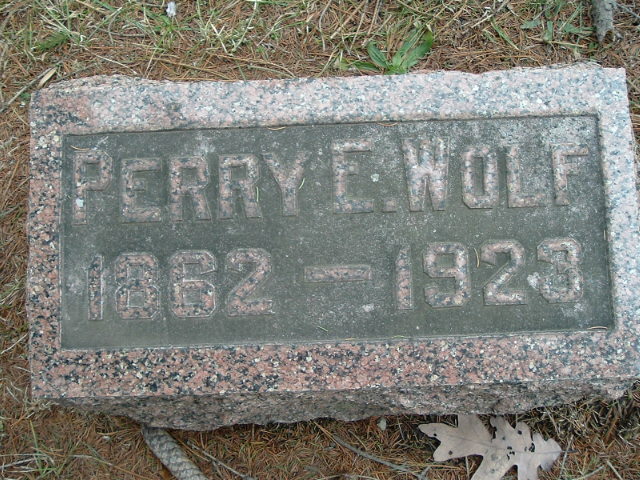 PERRY E. WOLF
1862 — 1923